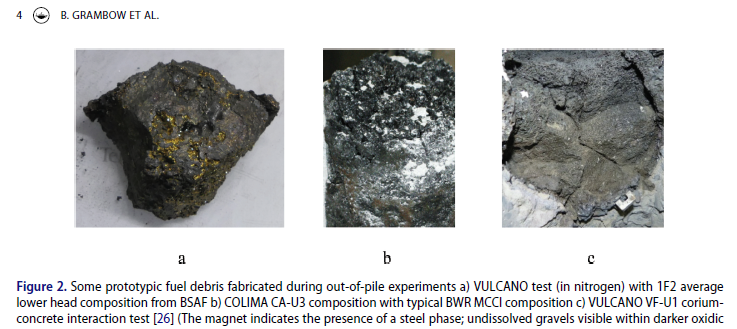 4 B. GRAMBOW ET AL.
a b c
Figure 2. Some prototypic fuel debris fabricated during out-of-pile experiments a) VULCANO test (in nitrogen) with 1F2 average
lower head composition from BSAF b) COLIMA CA-U3 composition with typical BWR MCCI composition c) VULCANO VF-U1 corium-
concrete interaction test [26] (The magnet indicates the presence of a steel phase; undissolved gravels visible within darker oxidic